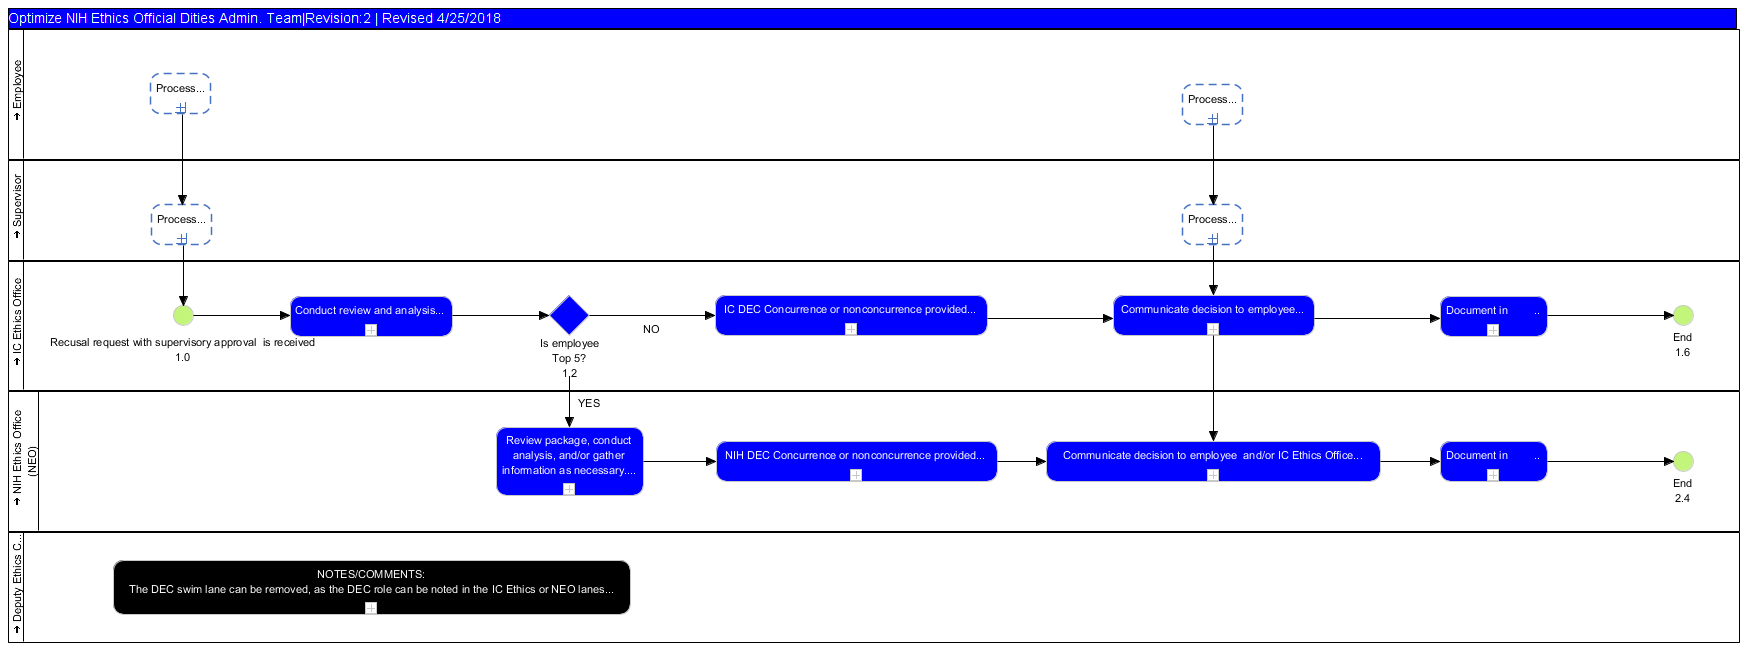 Optimize NIH Ethics Official Dities Admin. Team|Revision:2 | Revised 4/25/2018
Employee
Process...
Process...
Supervisor
Process...
Process...
IC Ethics Office
Recusal request with supervisory approval is received
1.0
Conduct review and analysis...
Is employee
Top 5?
1.2
NO
YES
IC DEC Concurrence or nonconcurrence provided...
Communicate decision to employee...
Document in ..
End
1.6
NIH Ethics Office
(NEO)
Review package, conduct
analysis, and/or gather
information as necessary....
NIH DEC Concurrence or nonconcurrence provided...
Communicate decision to employee and/or IC Ethics Office...
Document in ..
End
2.4
Deputy Ethics C...
NOTES/COMMENTS:
The DEC swim lane can be removed, as the DEC role can be noted in the IC Ethics or NEO lanes...